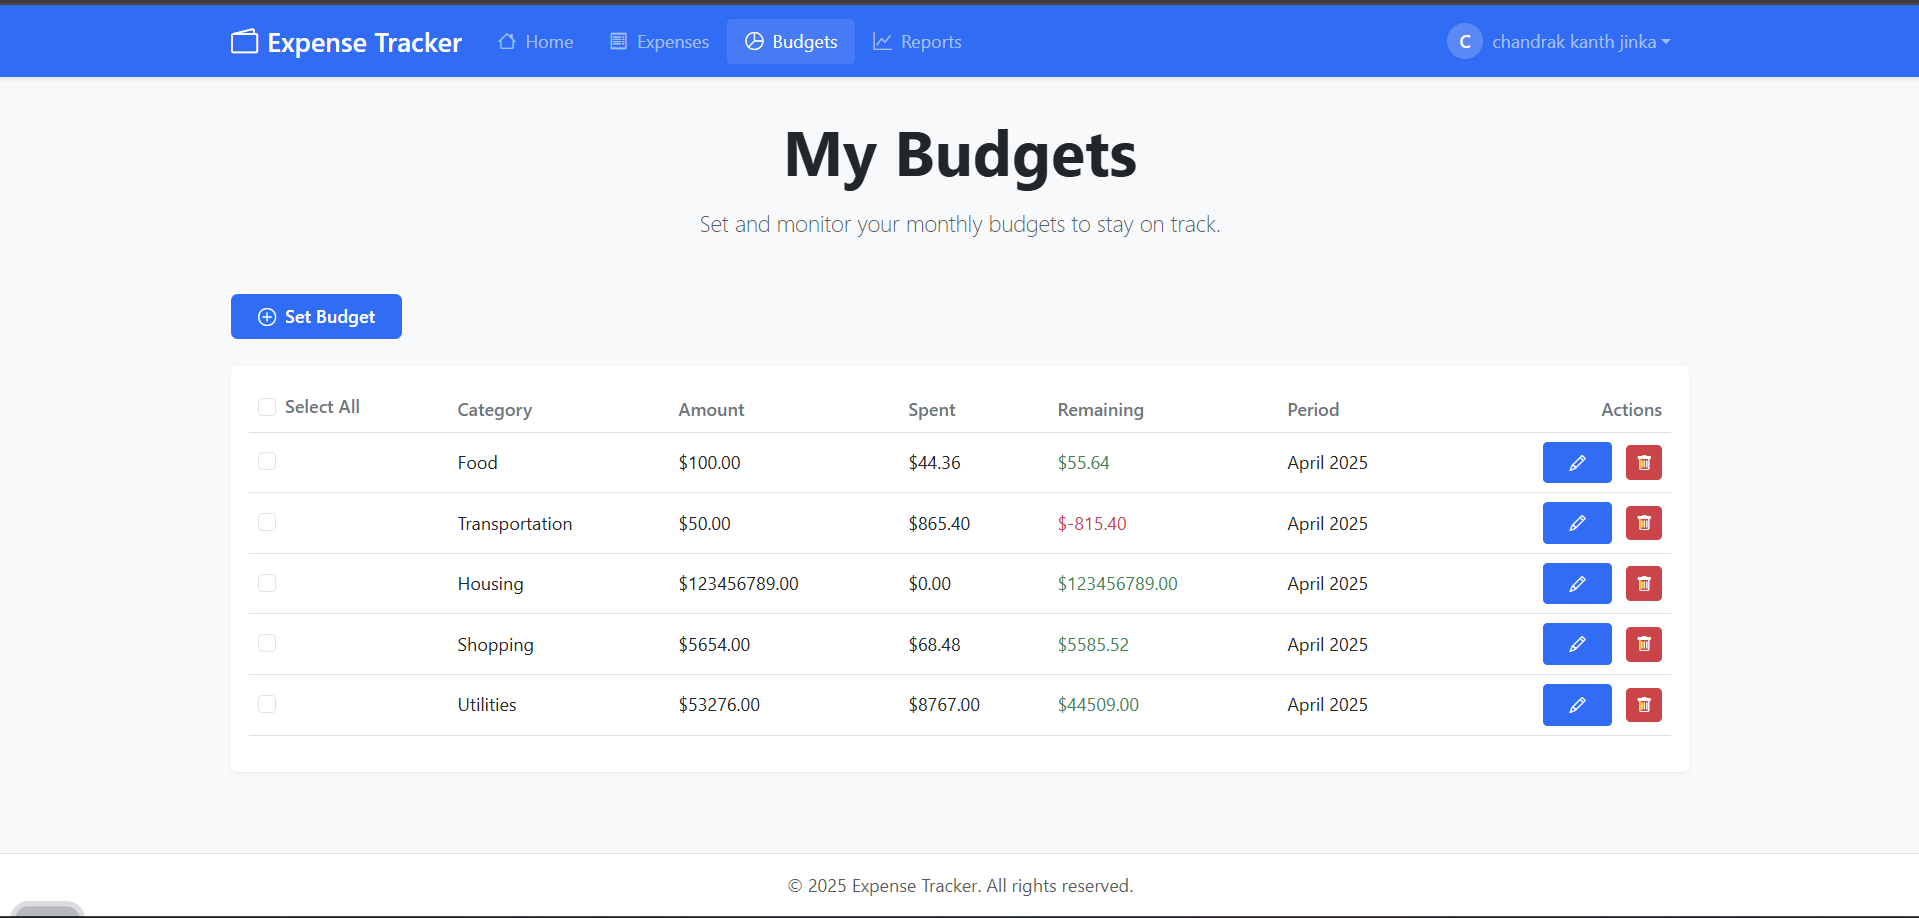 Expense Tracker Home Expenses Budgets Reports C chandrak kanth jinka
My Budgets
Set and monitor your monthly budgets to stay on track.
Set Budget
Select All Category Amount Spent Remaining Period Actions
Food $100.00 $44.36 $55.64 April 2025
Transportation $50.00 $865.40 $-815.40 April 2025
Housing $123456789.00 $0.00 $123456789.00 April 2025
Shopping $5654.00 $68.48 $5585.52 April 2025
Utilities $53276.00 $8767.00 $44509.00 April 2025
© 2025 Expense Tracker. All rights reserved.